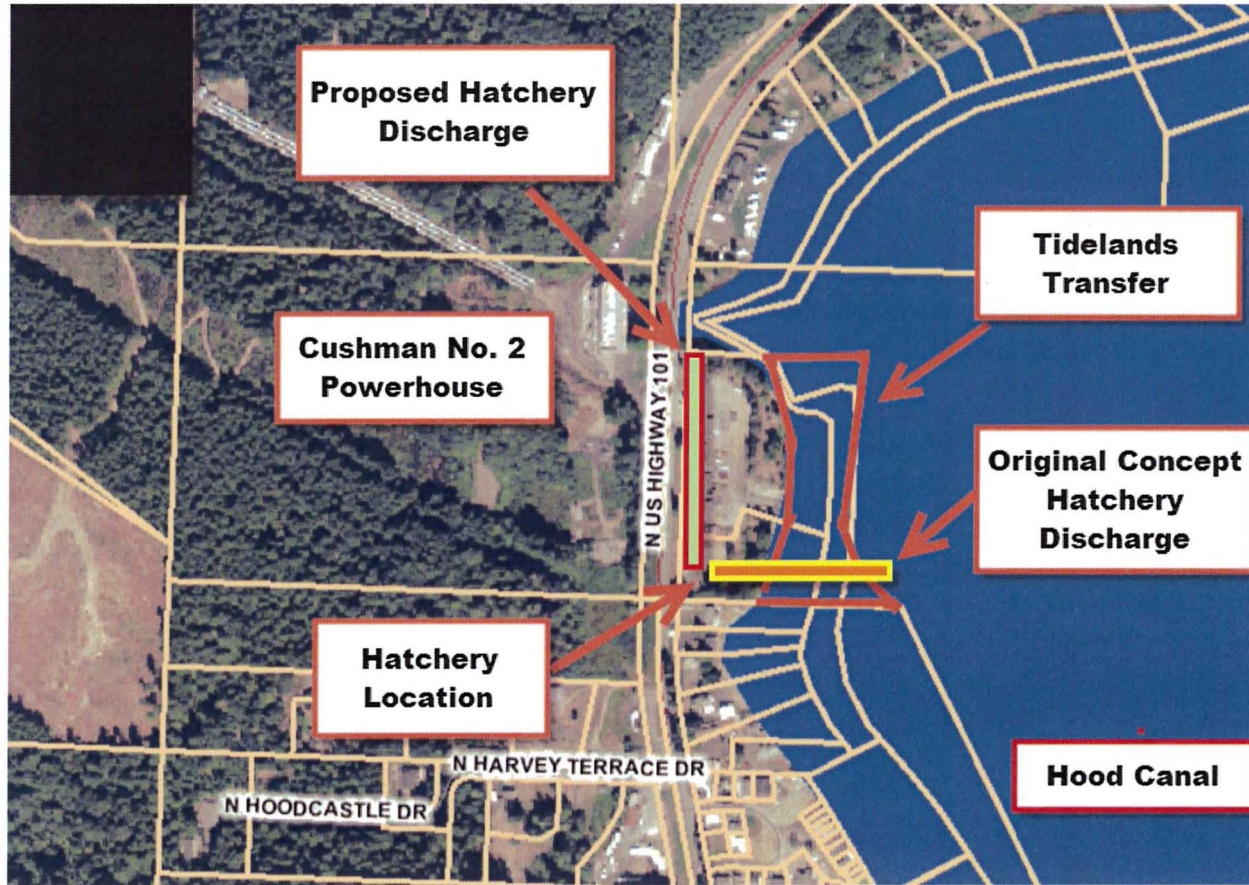 Proposed Hatchery
Discharge
Tidelands
Transfer
Cushman No. 2
Powerhouse
N US HIGHWAY 101
Original Concept
Hatchery
Discharge
Hatchery
Location
N HARVEY TERRACE DR
N HOODCASTLE DR
Hood Canal